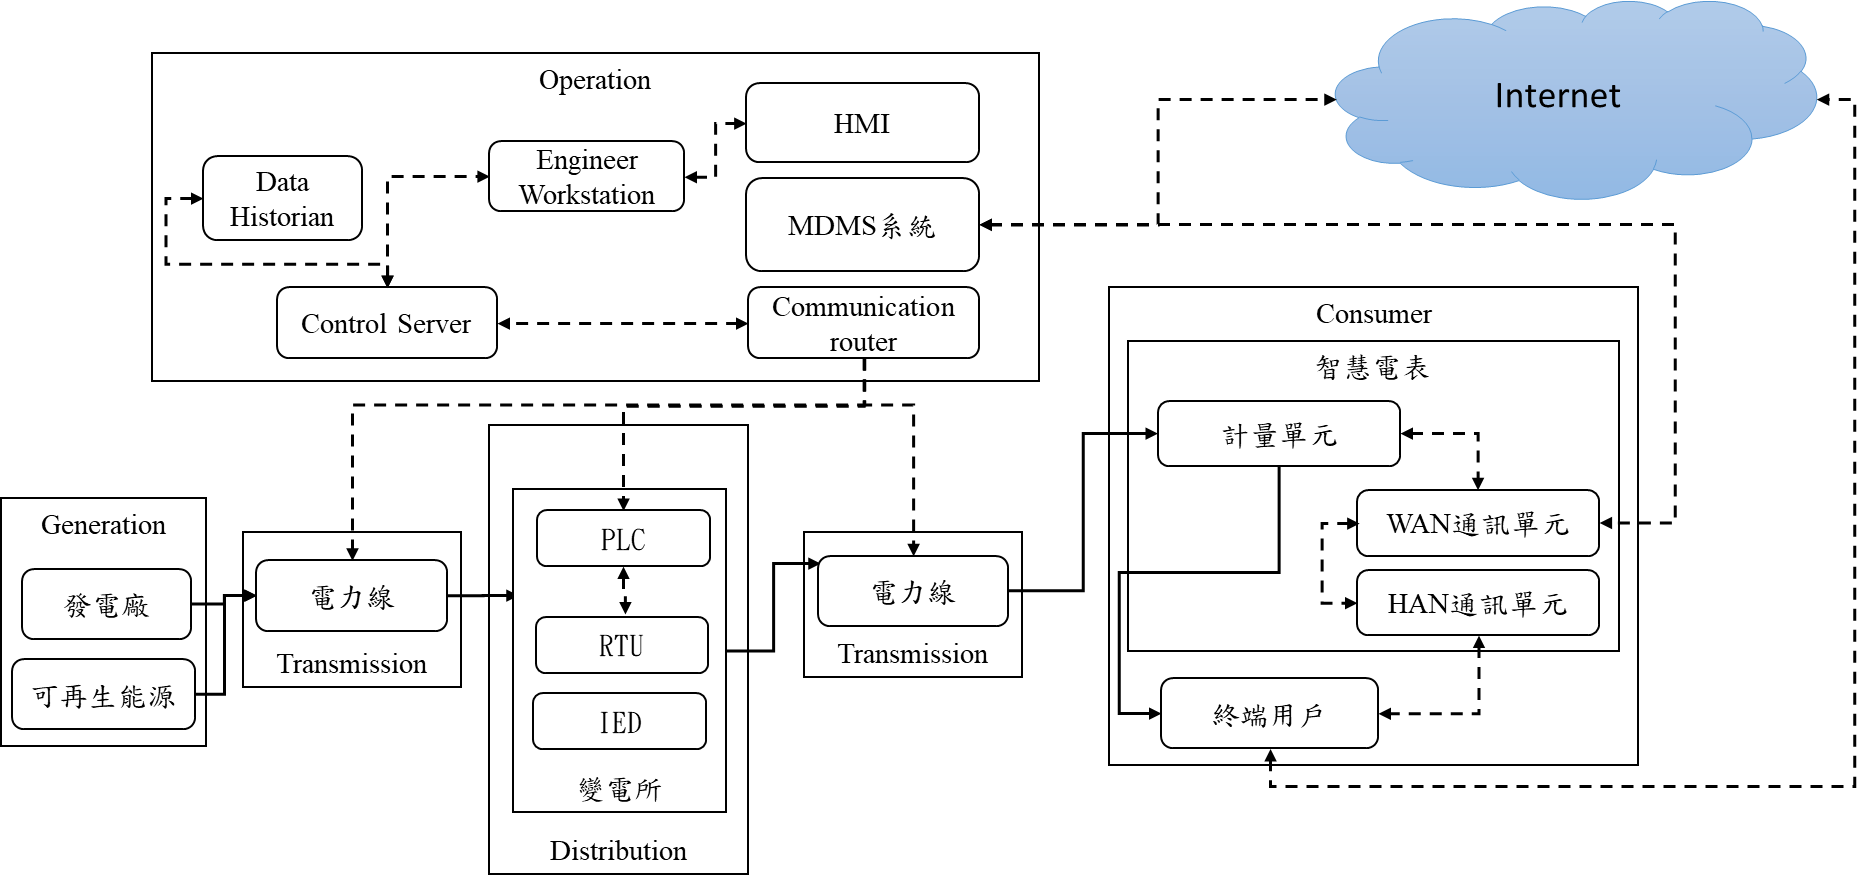 Internet
Operation
HMI
Engineer
Workstation
Data
Historian
MDMS系統
Control Server
Communication
router
Consumer
智慧電表
計量單元
WAN通訊單元
HAN通訊單元
終端用戶
Generation
發電廠
可再生能源
電力線
Transmission
PLC
RTU
IED
變電所
Distribution
電力線
Transmission